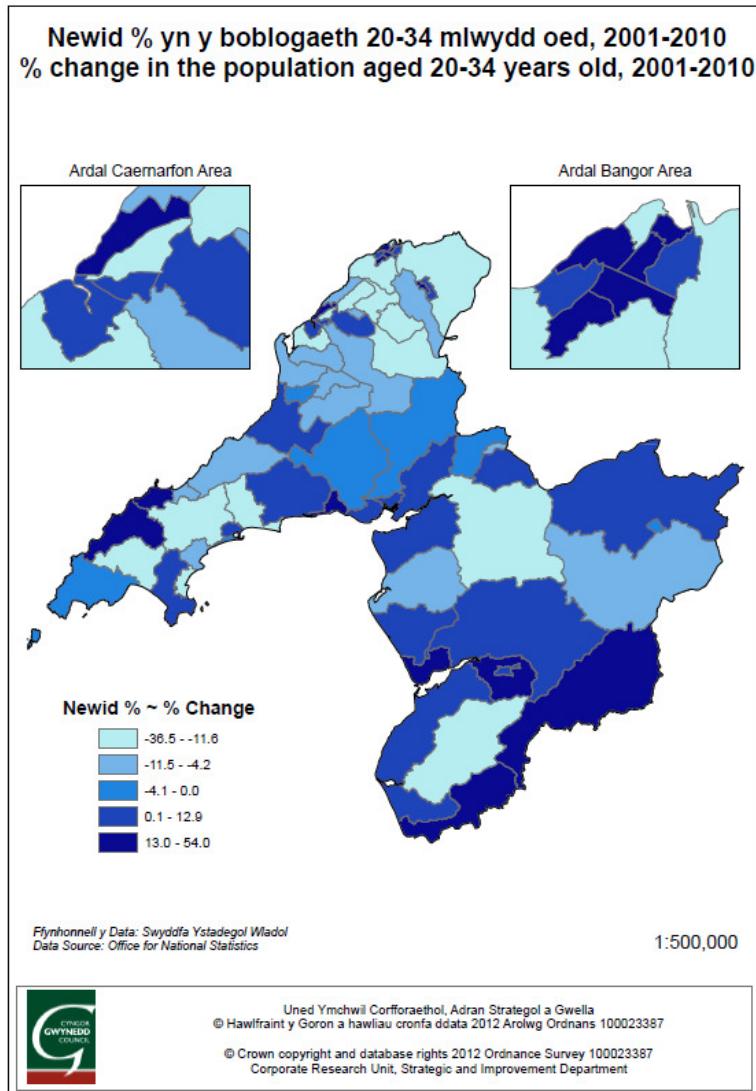 Newid % yn y boblogaeth 20-34 mlwydd oed, 2001-2010
% change in the population aged 20-34 years old, 2001-2010
Ardal Caernarfon Area
Ardal Bangor Area
Newid % ~ % Change
-36.5 - -11.6
-11.5 - -4.2
-4.1 - 0.0
0.1 - 12.9
13.0 - 54.0
Ffynhonnell y Data: Swyddfa Ystadegol Wladol
Data Source: Office for National Statistics
1:500,000
CYNGOR
GWYNEDD
COUNCIL
Uned Ymchwil Corfforaethol, Adran Strategol a Gwella
© Hawlfraint y Goron a hawliau cronfa ddata 2012 Arolwg Ordnans 100023387
© Crown copyright and database rights 2012 Ordnance Survey 100023387
Corporate Research Unit, Strategic and Improvement Department